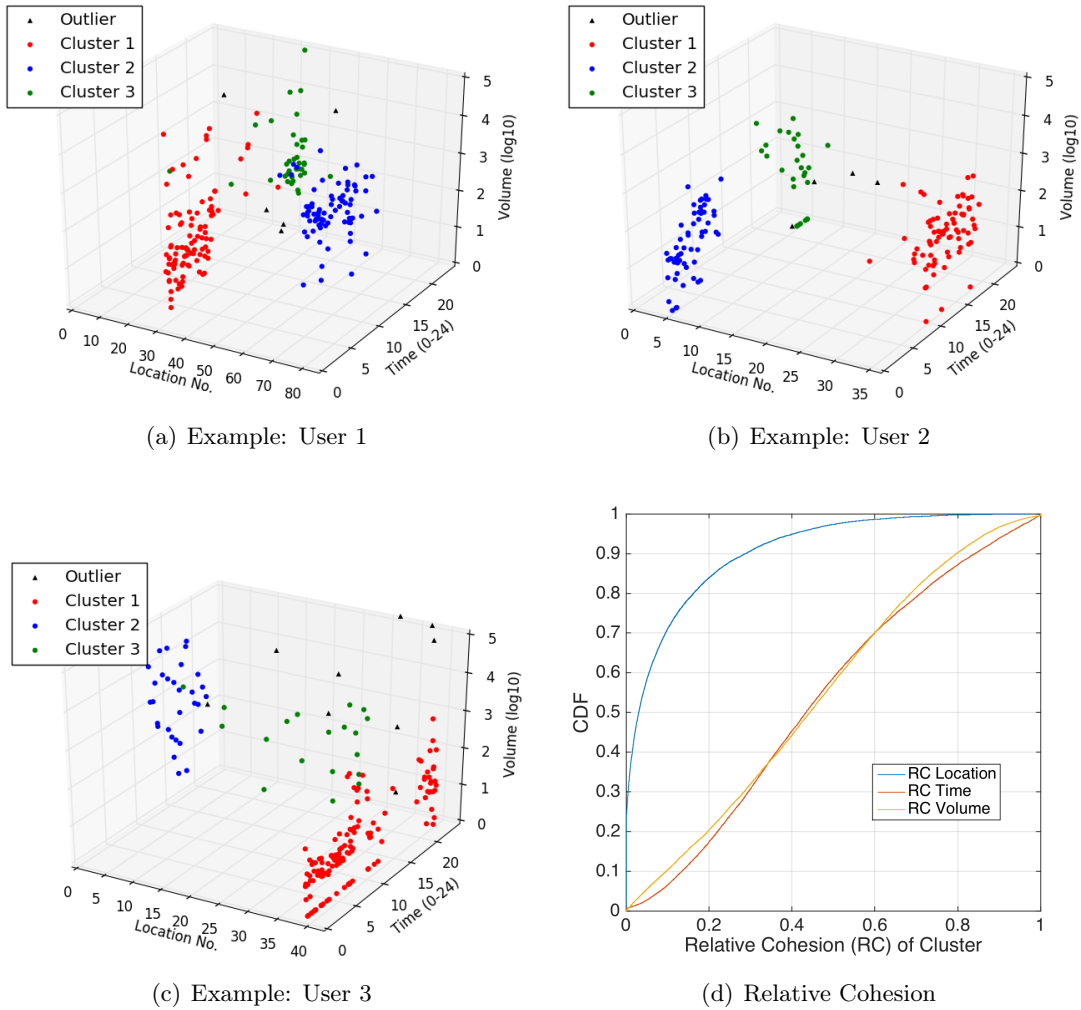 Outlier
Cluster 1
Cluster 2
Cluster 3
0 1 2 3 4 5
Volume (log10)
0 10 20 30 40 50 60 70 80
Location No.
0 5 10 15 20
Time (0-24)
(a) Example: User 1
Outlier
Cluster 1
Cluster 2
Cluster 3
0 1 2 3 4 5
Volume (log10)
0 5 10 15 20 25 30 35
Location No.
0 5 10 15 20
Time (0-24)
(b) Example: User 2
Outlier
Cluster 1
Cluster 2
Cluster 3
0 1 2 3 4 5
Volume (log10)
0 5 10 15 20 25 30 35 40
Location No.
0 5 10 15 20
Time (0-24)
(c) Example: User 3
1
0.9
0.8
0.7
0.6
0.5
0.4
0.3
0.2
0.1
0
CDF
RC Location
RC Time
RC Volume
0 0.2 0.4 0.6 0.8 1
Relative Cohesion (RC) of Cluster
(d) Relative Cohesion